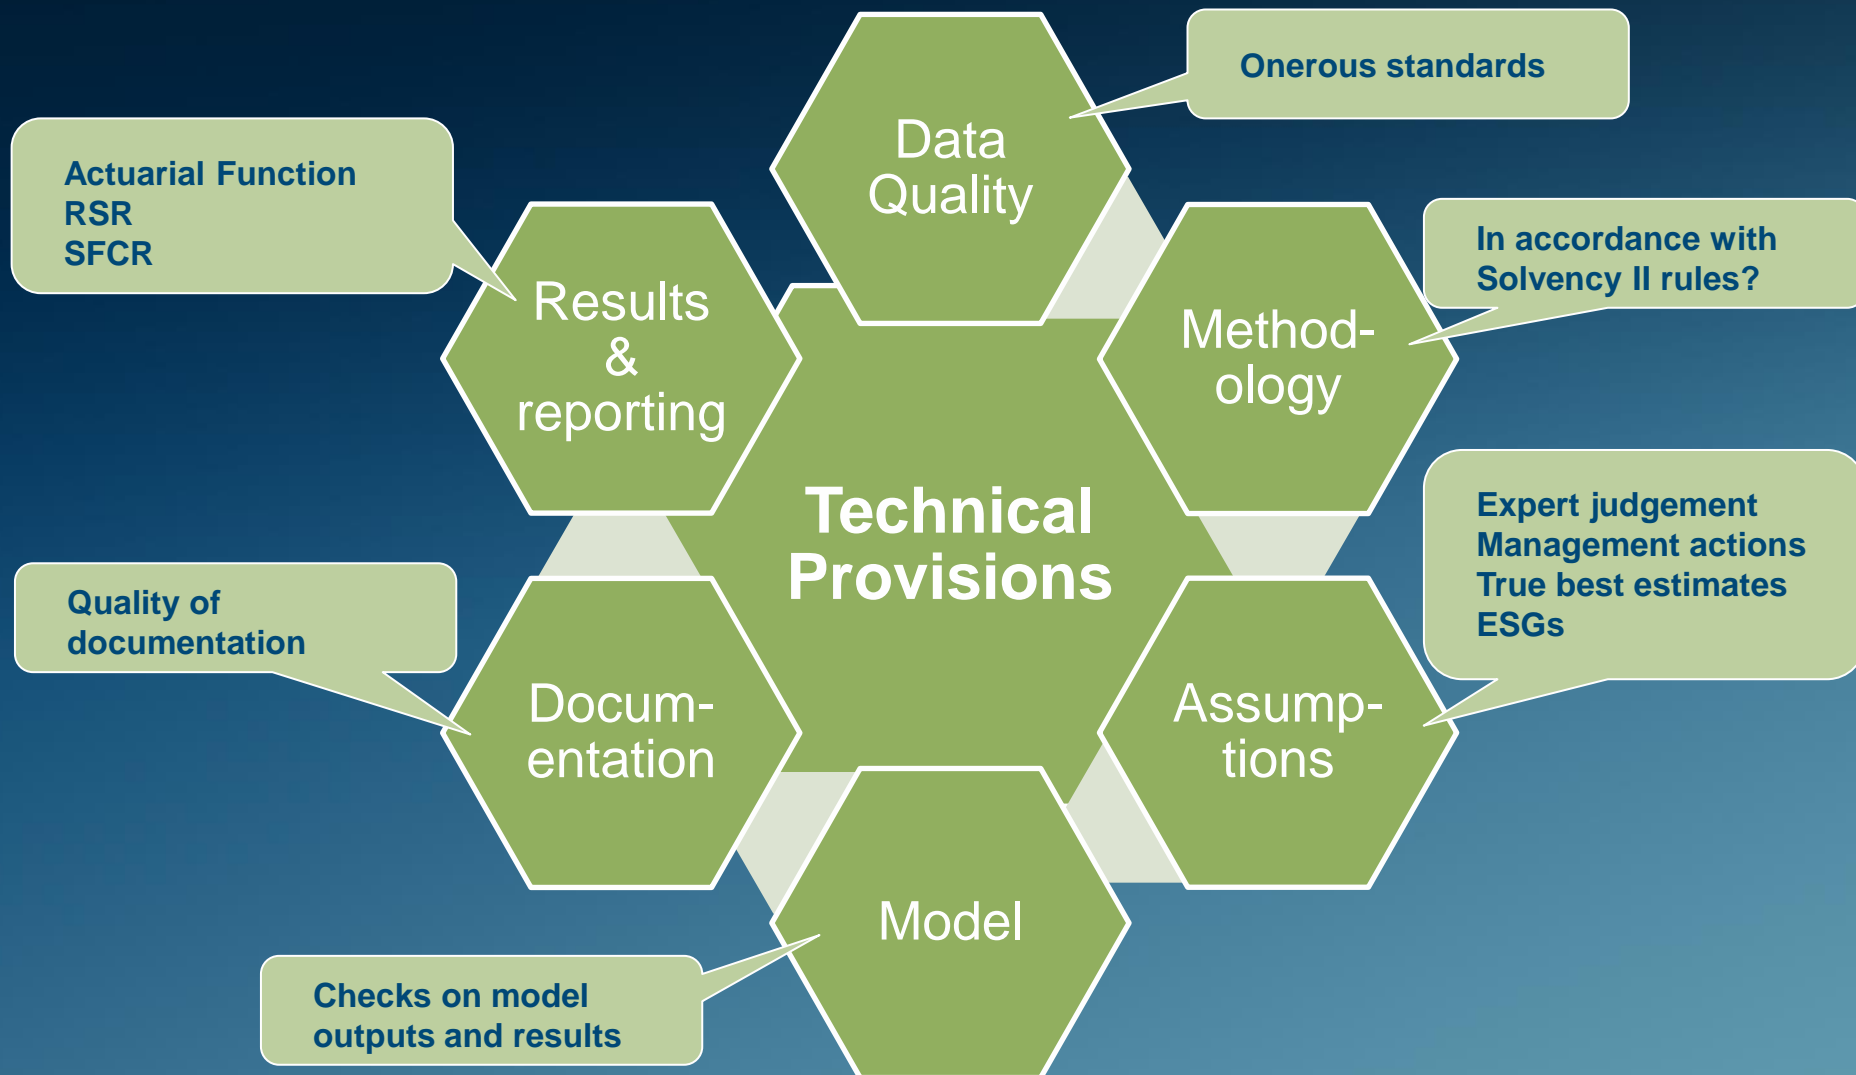 Onerous standards
Data
Quality
Actuarial Function
RSR
SFCR
Results
&
reporting
In accordance with
Solvency II rules?
Method-
ology
Technical
Provisions
Expert judgement
Management actions
True best estimates
ESGs
Assump-
tions
Quality of
documentation
Docum-
entation
Model
Checks on model
outputs and results